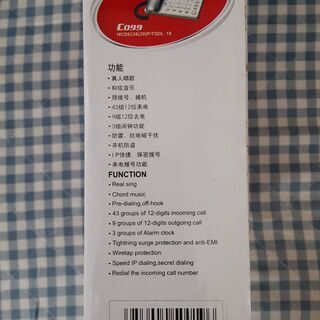 C099
HCD6238(20)P/TSDL 18
功能
• 真人唱歌
• 和弦音乐
• 预拨号、摘机
• 43组12位来电
• 9组12位去电
• 3组闹钟功能
• 防雷、抗电磁干扰
• 并机防盗
• I P快捷、保密拨号
• 来电报号功能
FUNCTION
• Real sing
• Chord music
• Pre-dialing,off-hook
• 43 groups of 12-digits incoming call
• 9 groups of 12-digits outgoing call
• 3 groups of Alarm clock
• Tightning surge protection and anti-EMI
• Wiretap protection
• Speed IP dialing,secret dialing
• Redial the incoming call number